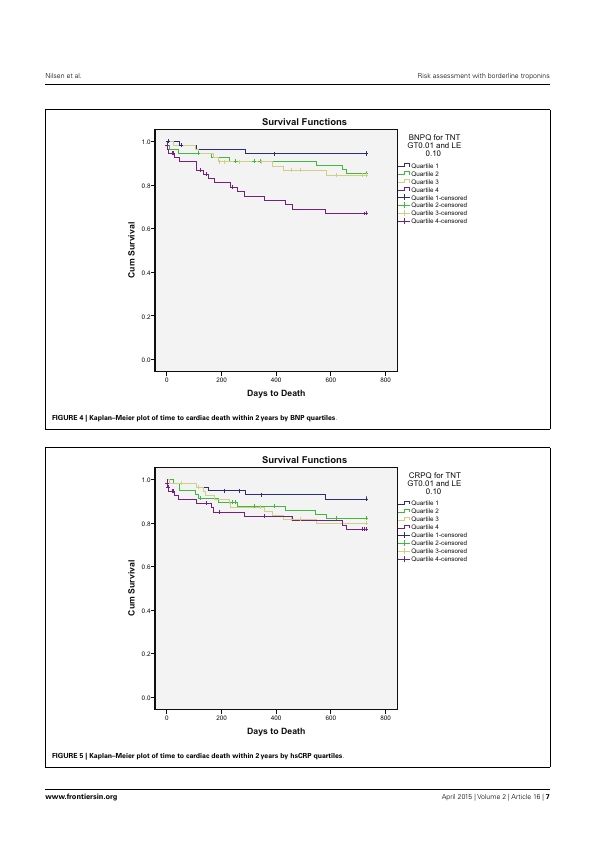 Nilsen et al.
Risk assessment with borderline troponins
Survival Functions
BNPQ for TNT
GT0.01 and LE
0.10
Quartile 1
Quartile 2
Quartile 3
Quartile 4
Quartile 1-censored
Quartile 2-censored
Quartile 3-censored
Quartile 4-censored
Cum Survival
1.0
0.8
0.6
0.4
0.2
0.0
0
200
400
600
800
Days to Death
FIGURE 4 | Kaplan–Meier plot of time to cardiac death within 2 years by BNP quartiles.
Survival Functions
CRPQ for TNT
GT0.01 and LE
0.10
Quartile 1
Quartile 2
Quartile 3
Quartile 4
Quartile 1-censored
Quartile 2-censored
Quartile 3-censored
Quartile 4-censored
Cum Survival
1.0
0.8
0.6
0.4
0.2
0.0
0
200
400
600
800
Days to Death
FIGURE 5 | Kaplan–Meier plot of time to cardiac death within 2 years by hsCRP quartiles.
www.frontiersin.org
April 2015 | Volume 2 | Article 16 | 7